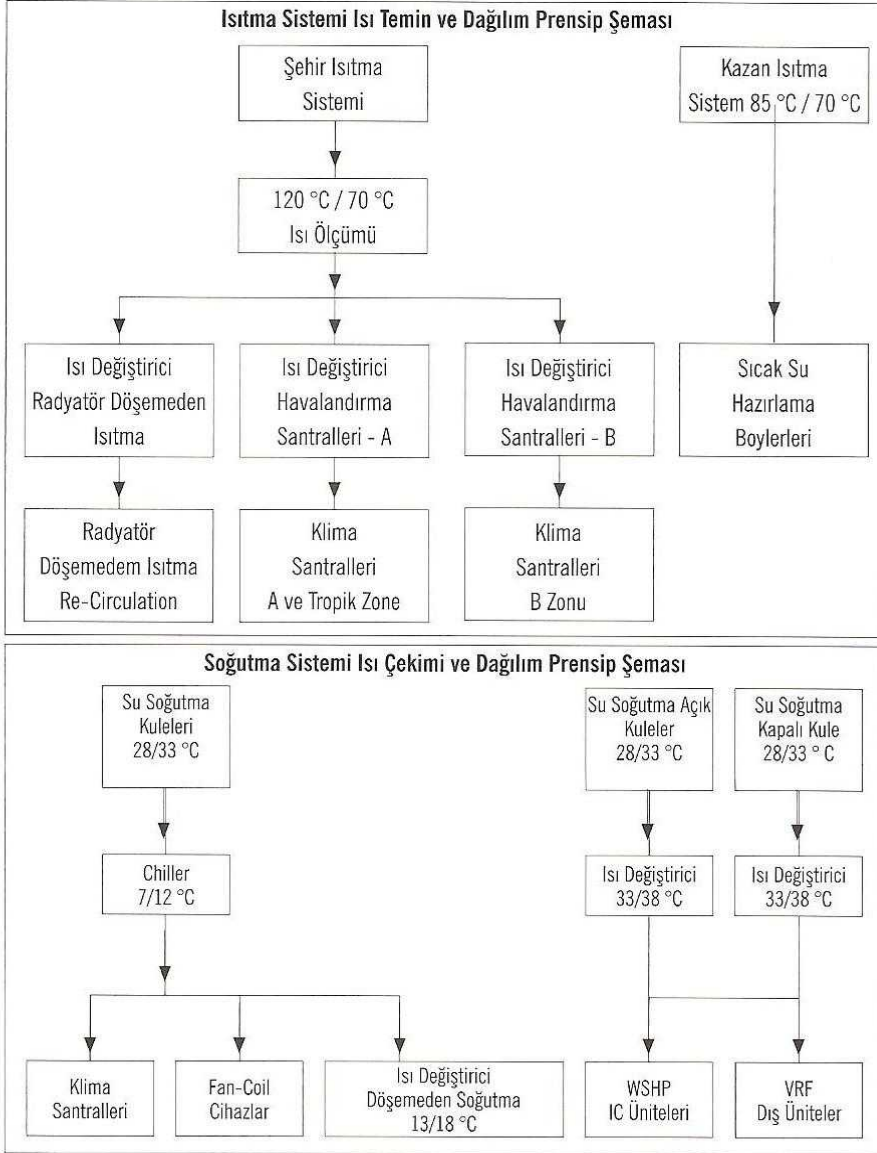 Isıtma Sistemi Isı Temin ve Dağılım Prensip Şeması
Şehir Isıtma
Sistemi
Kazan Isıtma
Sistem 85 °C / 70 °C
120 °C / 70 °C
Isı Ölçümü
Isı Değiştirici
Radyatör Döşemeden
Isıtma
Isı Değiştirici
Havalandırma
Santralleri - A
Isı Değiştirici
Havalandırma
Santralleri - B
Sıcak Su
Hazırlama
Boylerleri
Radyatör
Döşemedem Isıtma
Re-Circulation
Klima
Santralleri
A ve Tropik Zone
Klima
Santralleri
B Zonu
Soğutma Sistemi Isı Çekimi ve Dağılım Prensip Şeması
Su Soğutma
Kuleleri
28/33 °C
Su Soğutma Açık
Kuleler
28/33 °C
Su Soğutma
Kapalı Kule
28/33 ° C
Chiller
7/12 °C
Isı Değiştirici
33/38 °C
Isı Değiştirici
33/38 °C
Klima
Santralleri
Fan-Coil
Cihazlar
Isı Değiştirici
Döşemeden Soğutma
13/18 °C
WSHP
IC Üniteleri
VRF
Dış Üniteler